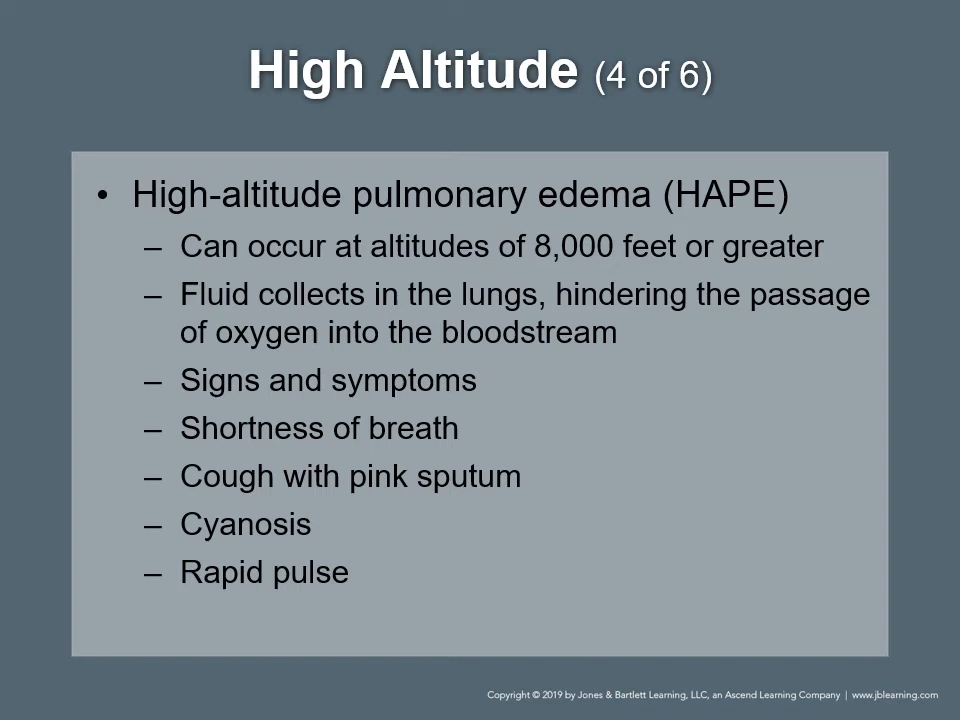 High Altitude (4 of 6)
• High-altitude pulmonary edema (HAPE)
– Can occur at altitudes of 8,000 feet or greater
– Fluid collects in the lungs, hindering the passage
of oxygen into the bloodstream
– Signs and symptoms
– Shortness of breath
– Cough with pink sputum
– Cyanosis
– Rapid pulse
Copyright © 2019 by Jones & Bartlett Learning, LLC, an Ascend Learning Company | www.jblearning.com